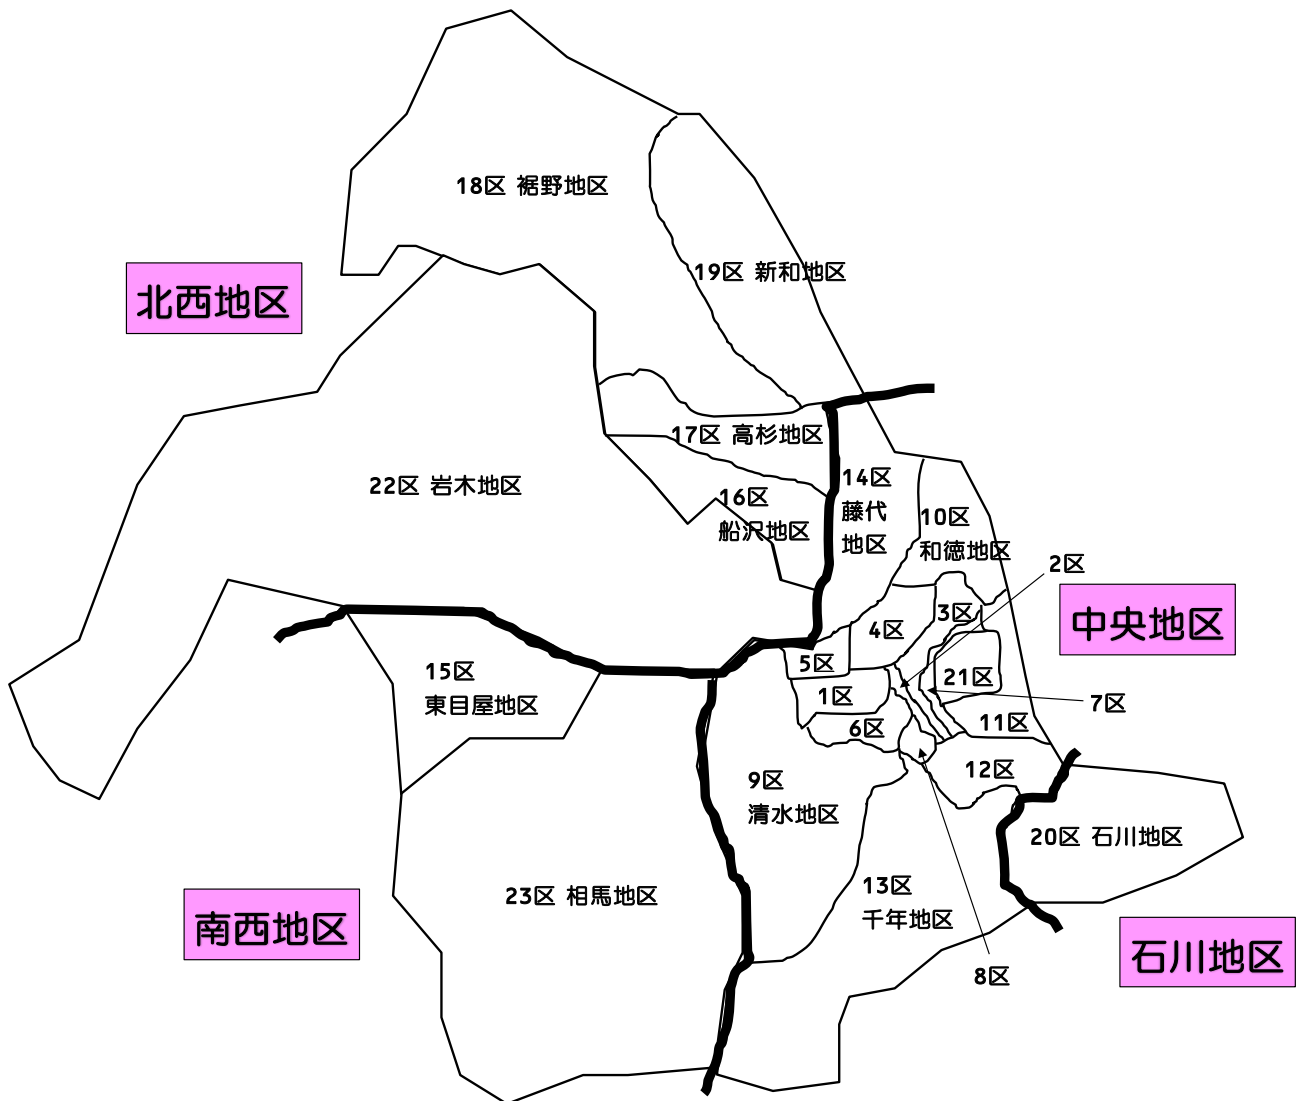 18区 裾野地区
19区 新和地区
北西地区
17区 高杉地区
22区 岩木地区
16区
船沢地区
14区
藤代
地区
10区
和徳地区
2区
3区
4区
中央地区
5区
15区
東目屋地区
21区
1区
7区
11区
6区
12区
9区
清水地区
20区 石川地区
23区 相馬地区
13区
千年地区
南西地区
石川地区
8区